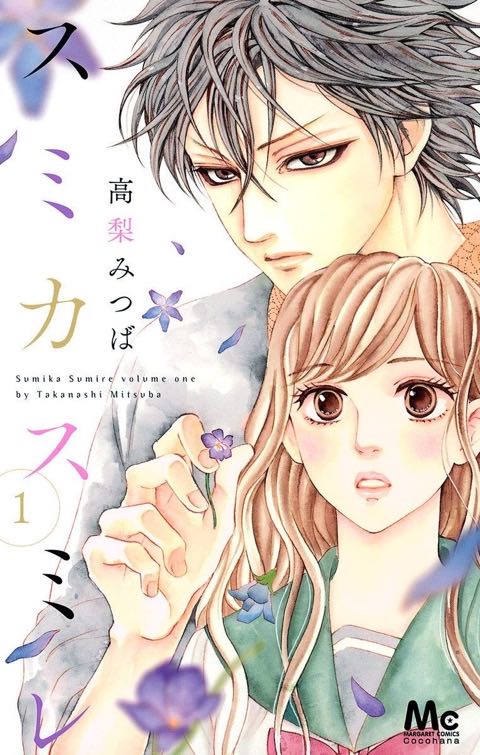 スミカスミレ
高梨みつば
Sumika Sumire volume one
by Takanashi Mitsuba
1
Mc
MARGARET COMICS
Cocohana